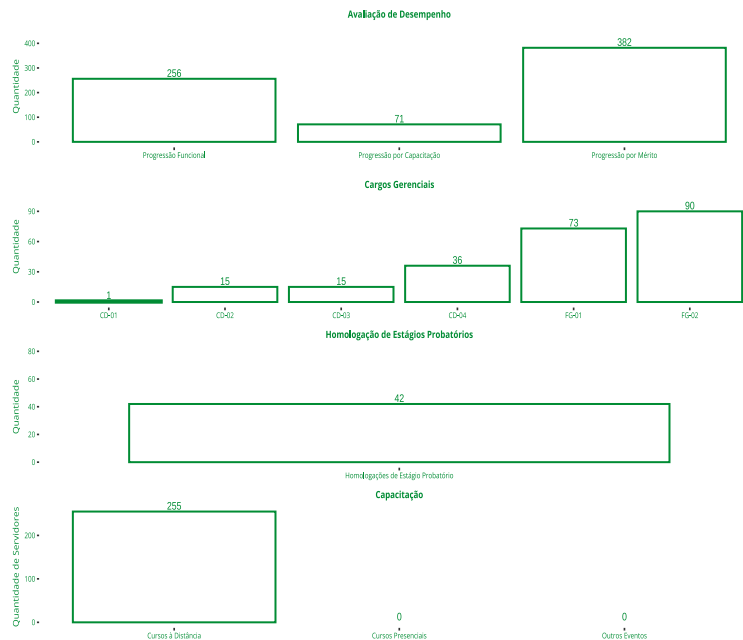 Avaliação de Desempenho
Quantidade
400
300
200
100
0
256
71
382
Progressão Funcional
Progressão por Capacitação
Progressão por Mérito
Cargos Gerenciais
Quantidade
90
60
30
0
1
15
15
36
73
90
CD-01
CD-02
CD-03
CD-04
FG-01
FG-02
Homologação de Estágios Probatórios
Quantidade
80
60
40
20
0
42
Homologações de Estágio Probatório
Capacitação
Quantidade de Servidores
200
100
0
255
0
0
Cursos à Distância
Cursos Presenciais
Outros Eventos